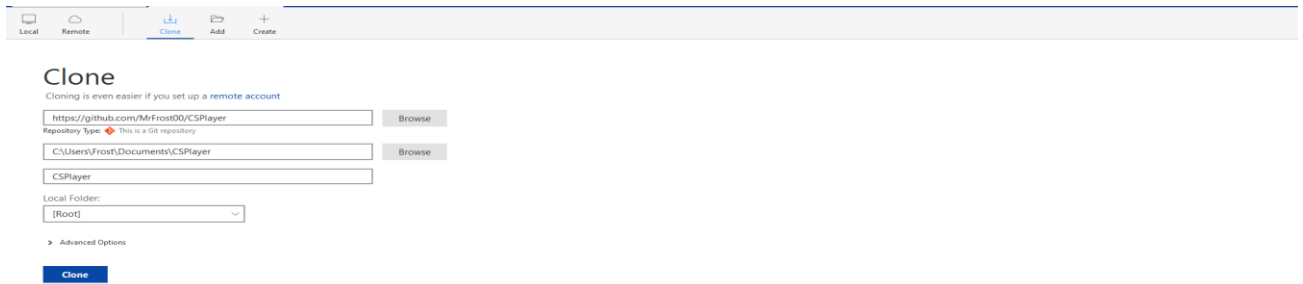 Local Remote Clone Add Create
Clone
Cloning is even easier if you set up a remote account
https://github.com/MrFrost00/CSPlayer Browse
Repository Type: This is a Git repository
C:\Users\Frost\Documents\CSPlayer Browse
CSPlayer
Local Folder:
[Root]
Advanced Options
Clone